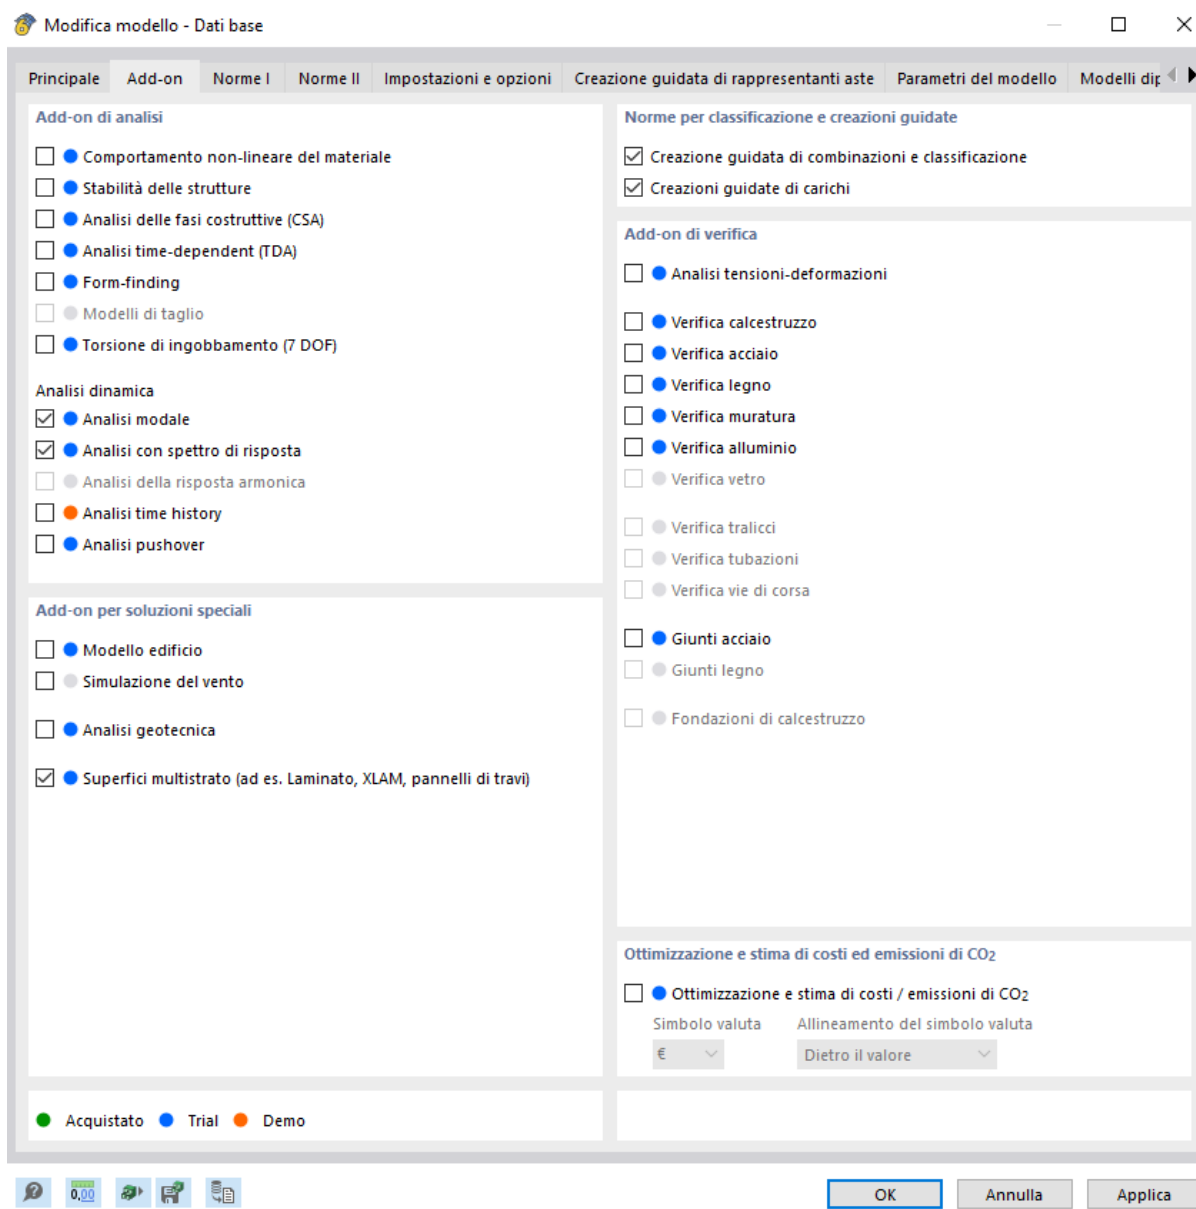 Modifica modello - Dati base
Principale Add-on Norme I Norme II Impostazioni e opzioni Creazione guidata di rappresentanti aste Parametri del modello Modelli dip
Add-on di analisi
Comportamento non-lineare del materiale
Stabilità delle strutture
Analisi delle fasi costruttive (CSA)
Analisi time-dependent (TDA)
Form-finding
Modelli di taglio
Torsione di ingobbamento (7 DOF)
Analisi dinamica
Analisi modale
Analisi con spettro di risposta
Analisi della risposta armonica
Analisi time history
Analisi pushover
Add-on per soluzioni speciali
Modello edificio
Simulazione del vento
Analisi geotecnica
Superfici multistrato (ad es. Laminato, XLAM, pannelli di travi)
Norme per classificazione e creazioni guidate
Creazione guidata di combinazioni e classificazione
Creazioni guidate di carichi
Add-on di verifica
Analisi tensioni-deformazioni
Verifica calcestruzzo
Verifica acciaio
Verifica legno
Verifica muratura
Verifica alluminio
Verifica vetro
Verifica tralicci
Verifica tubazioni
Verifica vie di corsa
Giunti acciaio
Giunti legno
Fondazioni di calcestruzzo
Ottimizzazione e stima di costi ed emissioni di CO2
Ottimizzazione e stima di costi / emissioni di CO2
Simbolo valuta Allineamento del simbolo valuta
€ Dietro il valore
Acquistato Trial Demo
0,00
OK Annulla Applica